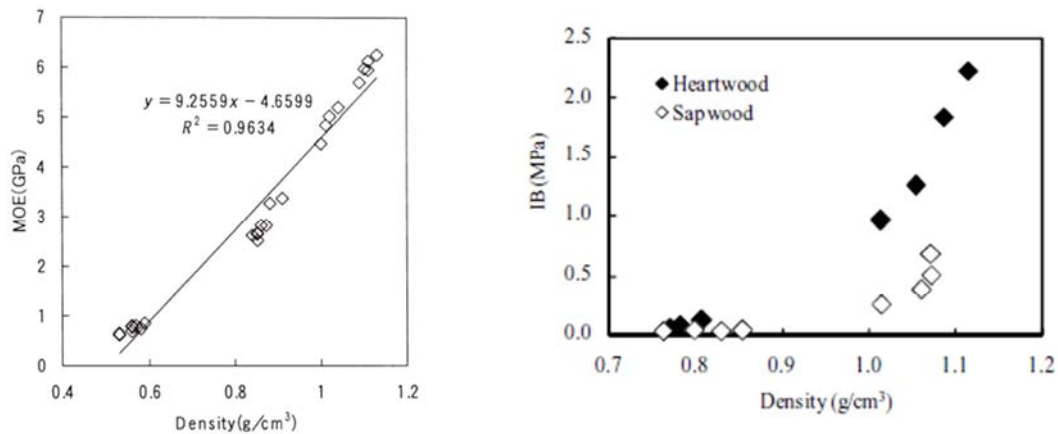 7
6
5
4
3
2
1
0
MOE(GPa)
y = 9.2559x − 4.6599
R² = 0.9634
0.4 0.6 0.8 1 1.2
Density(g/cm³)
2.5
2.0
1.5
1.0
0.5
0.0
IB (MPa)
Heartwood
Sapwood
0.7 0.8 0.9 1.0 1.1 1.2
Density (g/cm³)